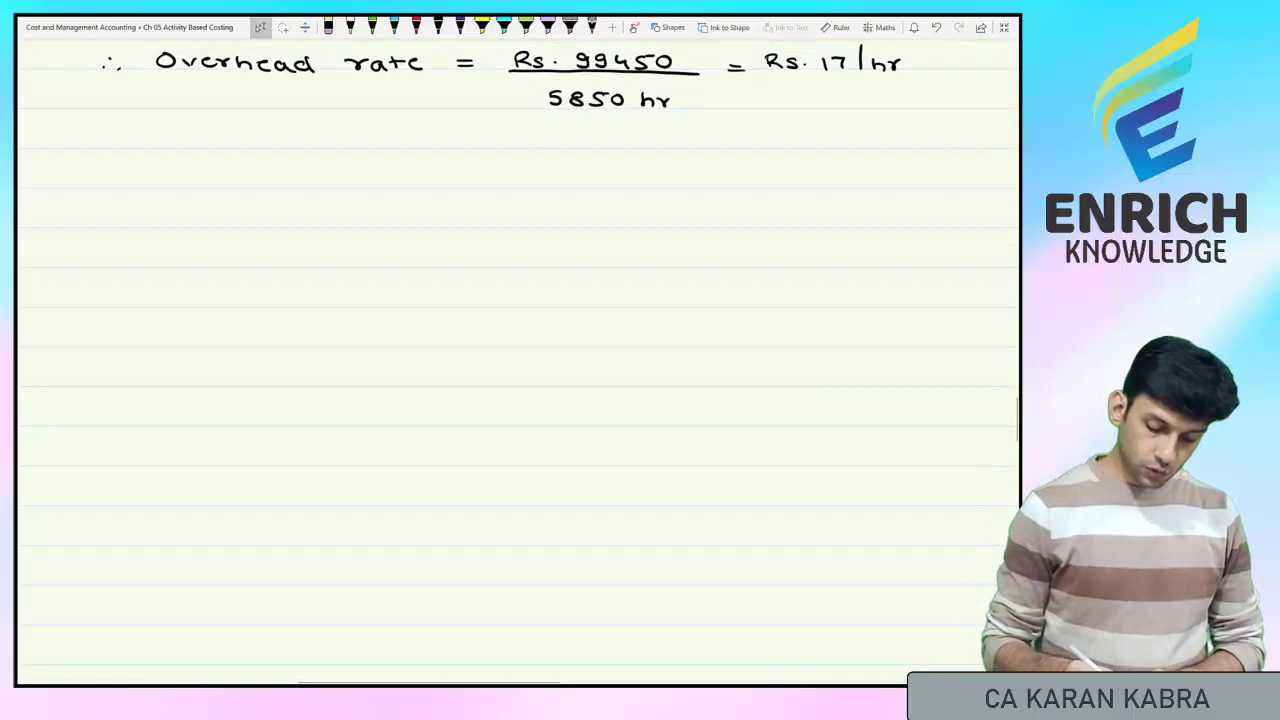 Cost and Management Accounting » Ch 05 Activity Based Costing
Shapes Ink to Shape Ink to Text Ruler Maths
∴ Overhead rate = Rs. 99450 / 5850 hr = Rs. 17/hr
ENRICH
KNOWLEDGE
CA KARAN KABRA